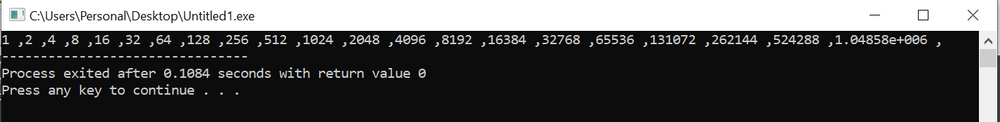 C:\Users\Personal\Desktop\Untitled1.exe
1 ,2 ,4 ,8 ,16 ,32 ,64 ,128 ,256 ,512 ,1024 ,2048 ,4096 ,8192 ,16384 ,32768 ,65536 ,131072 ,262144 ,524288 ,1.04858e+006 ,
--------------------------------
Process exited after 0.1084 seconds with return value 0
Press any key to continue . . .